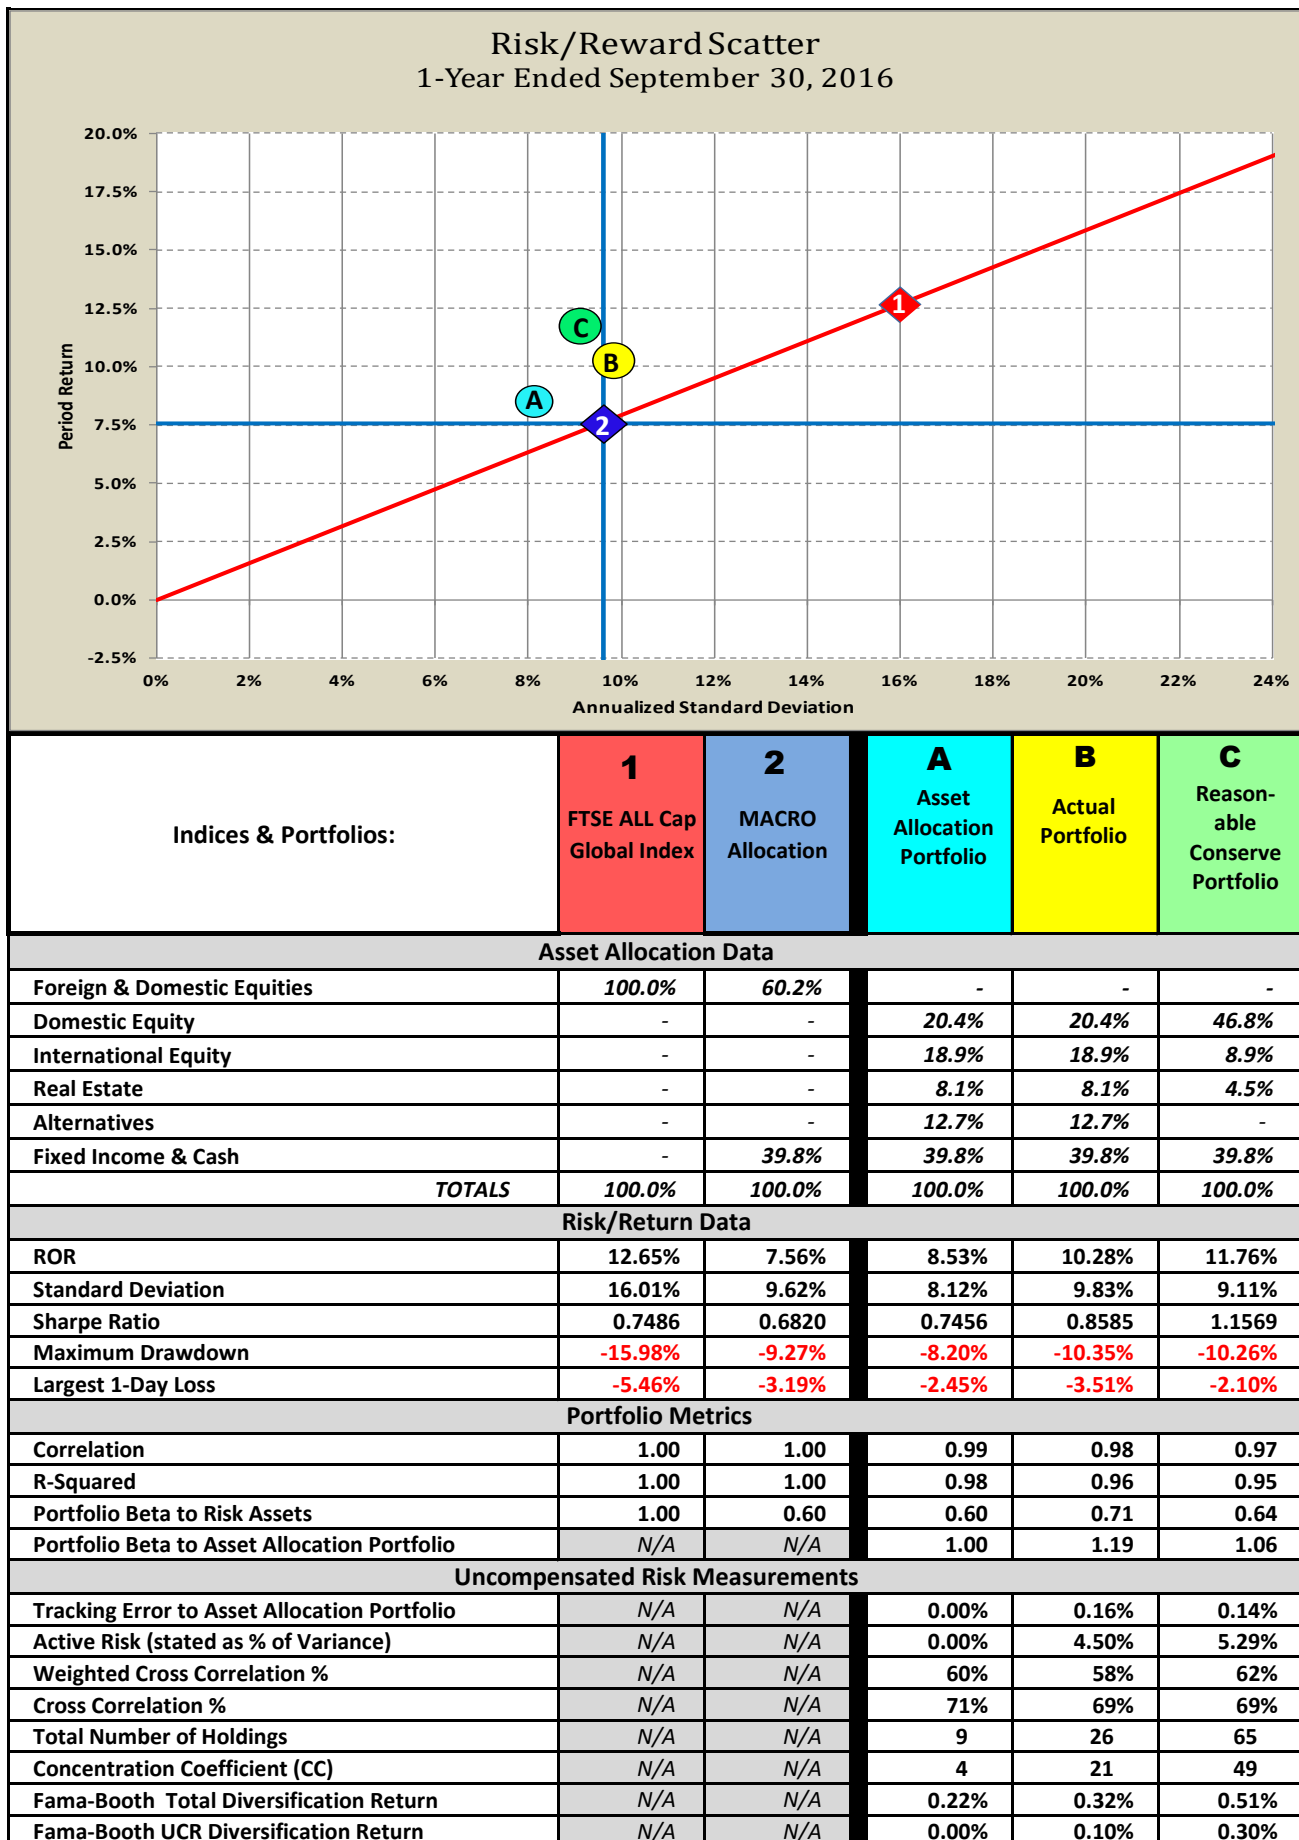 Risk/Reward Scatter
1-Year Ended September 30, 2016
20.0%
17.5%
15.0%
12.5%
10.0%
7.5%
5.0%
2.5%
0.0%
-2.5%
Period Return
1
C
B
A
2
0% 2% 4% 6% 8% 10% 12% 14% 16% 18% 20% 22% 24%
Annualized Standard Deviation
Indices & Portfolios:
1
FTSE ALL Cap
Global Index
2
MACRO
Allocation
A
Asset
Allocation
Portfolio
B
Actual
Portfolio
C
Reason-
able
Conserve
Portfolio
Asset Allocation Data
Foreign & Domestic Equities 100.0% 60.2% - - -
Domestic Equity - - 20.4% 20.4% 46.8%
International Equity - - 18.9% 18.9% 8.9%
Real Estate - - 8.1% 8.1% 4.5%
Alternatives - - 12.7% 12.7% -
Fixed Income & Cash - 39.8% 39.8% 39.8% 39.8%
TOTALS 100.0% 100.0% 100.0% 100.0% 100.0%
Risk/Return Data
ROR 12.65% 7.56% 8.53% 10.28% 11.76%
Standard Deviation 16.01% 9.62% 8.12% 9.83% 9.11%
Sharpe Ratio 0.7486 0.6820 0.7456 0.8585 1.1569
Maximum Drawdown -15.98% -9.27% -8.20% -10.35% -10.26%
Largest 1-Day Loss -5.46% -3.19% -2.45% -3.51% -2.10%
Portfolio Metrics
Correlation 1.00 1.00 0.99 0.98 0.97
R-Squared 1.00 1.00 0.98 0.96 0.95
Portfolio Beta to Risk Assets 1.00 0.60 0.60 0.71 0.64
Portfolio Beta to Asset Allocation Portfolio N/A N/A 1.00 1.19 1.06
Uncompensated Risk Measurements
Tracking Error to Asset Allocation Portfolio N/A N/A 0.00% 0.16% 0.14%
Active Risk (stated as % of Variance) N/A N/A 0.00% 4.50% 5.29%
Weighted Cross Correlation % N/A N/A 60% 58% 62%
Cross Correlation % N/A N/A 71% 69% 69%
Total Number of Holdings N/A N/A 9 26 65
Concentration Coefficient (CC) N/A N/A 4 21 49
Fama-Booth Total Diversification Return N/A N/A 0.22% 0.32% 0.51%
Fama-Booth UCR Diversification Return N/A N/A 0.00% 0.10% 0.30%